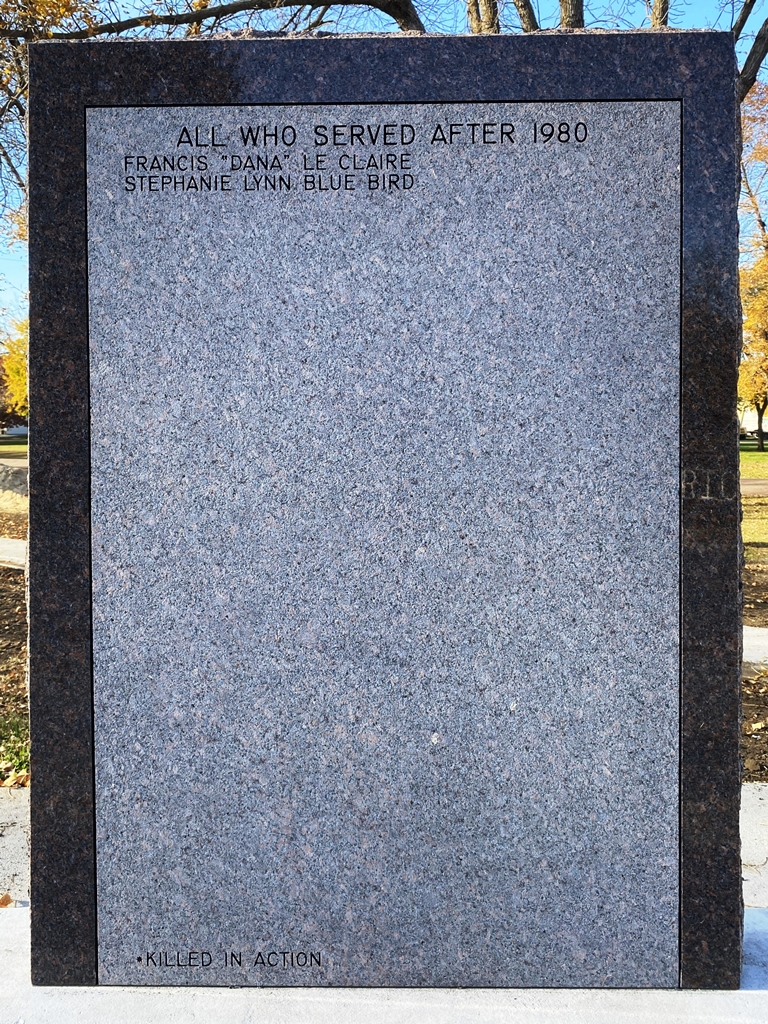 ALL WHO SERVED AFTER 1980
FRANCIS "DANA" LE CLAIRE
STEPHANIE LYNN BLUE BIRD
•KILLED IN ACTION